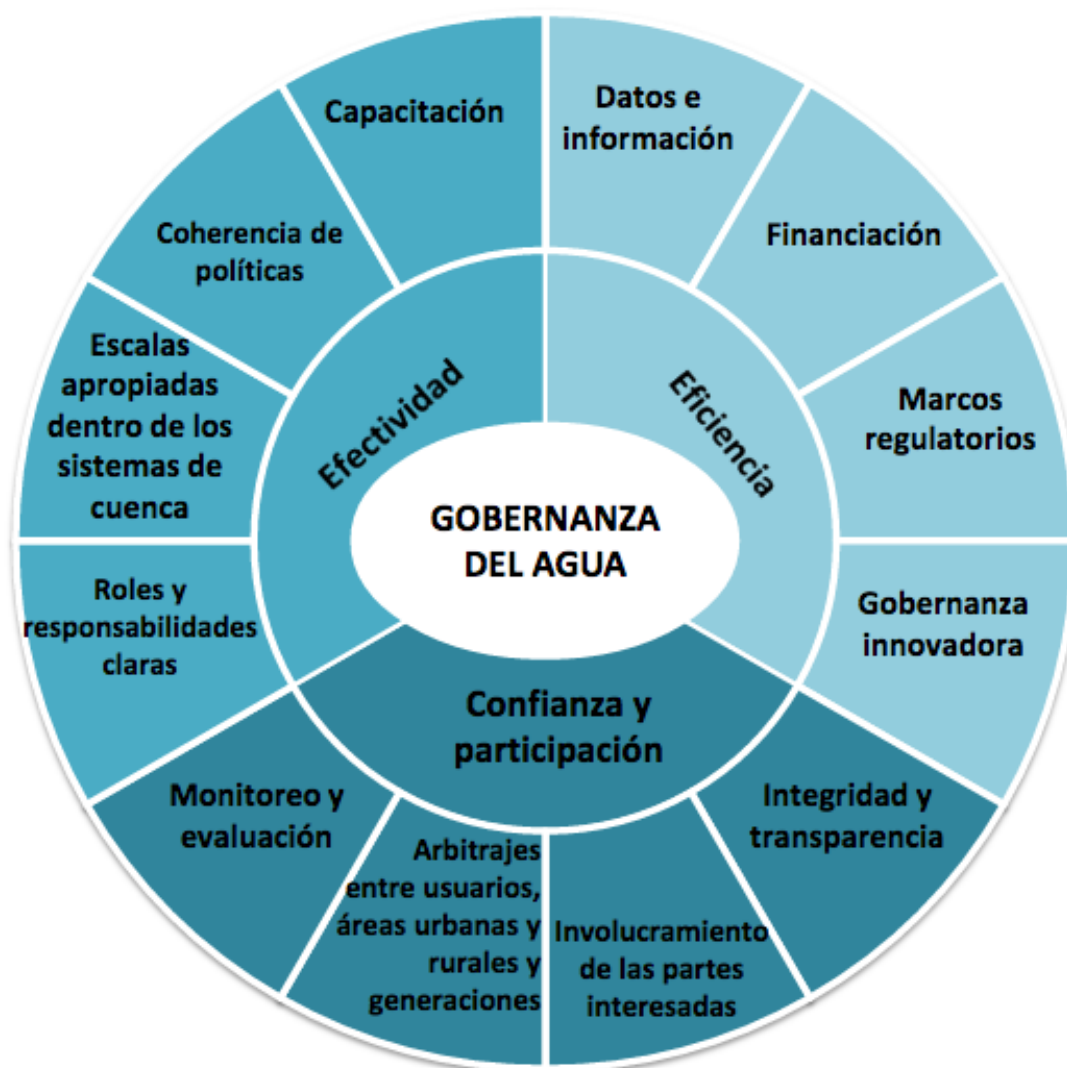 GOBERNANZA
DEL AGUA
Efectividad
Eficiencia
Confianza y
participación
Capacitación
Datos e
información
Financiación
Marcos
regulatorios
Gobernanza
innovadora
Integridad y
transparencia
Involucramiento
de las partes
interesadas
Arbitrajes
entre usuarios,
áreas urbanas y
rurales y
generaciones
Monitoreo y
evaluación
Roles y
responsabilidades
claras
Escalas
apropiadas
dentro de los
sistemas de
cuenca
Coherencia de
políticas